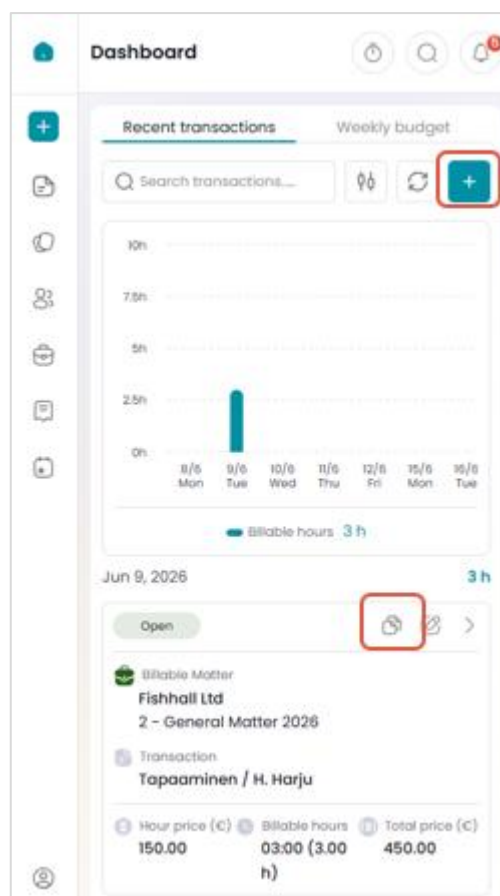 Dashboard
5
Recent transactions Weekly budget
Search transactions....
10h
7.5h
5h
2.5h
0h
8/6 9/6 10/6 11/6 12/6 15/6 16/6
Mon Tue Wed Thu Fri Mon Tue
Billable hours 3 h
Jun 9, 2026 3 h
Open
Billable Matter
Fishhall Ltd
2 - General Matter 2026
Transaction
Tapaaminen / H. Harju
Hour price (€) Billable hours Total price (€)
150.00 03:00 (3.00 450.00
h)